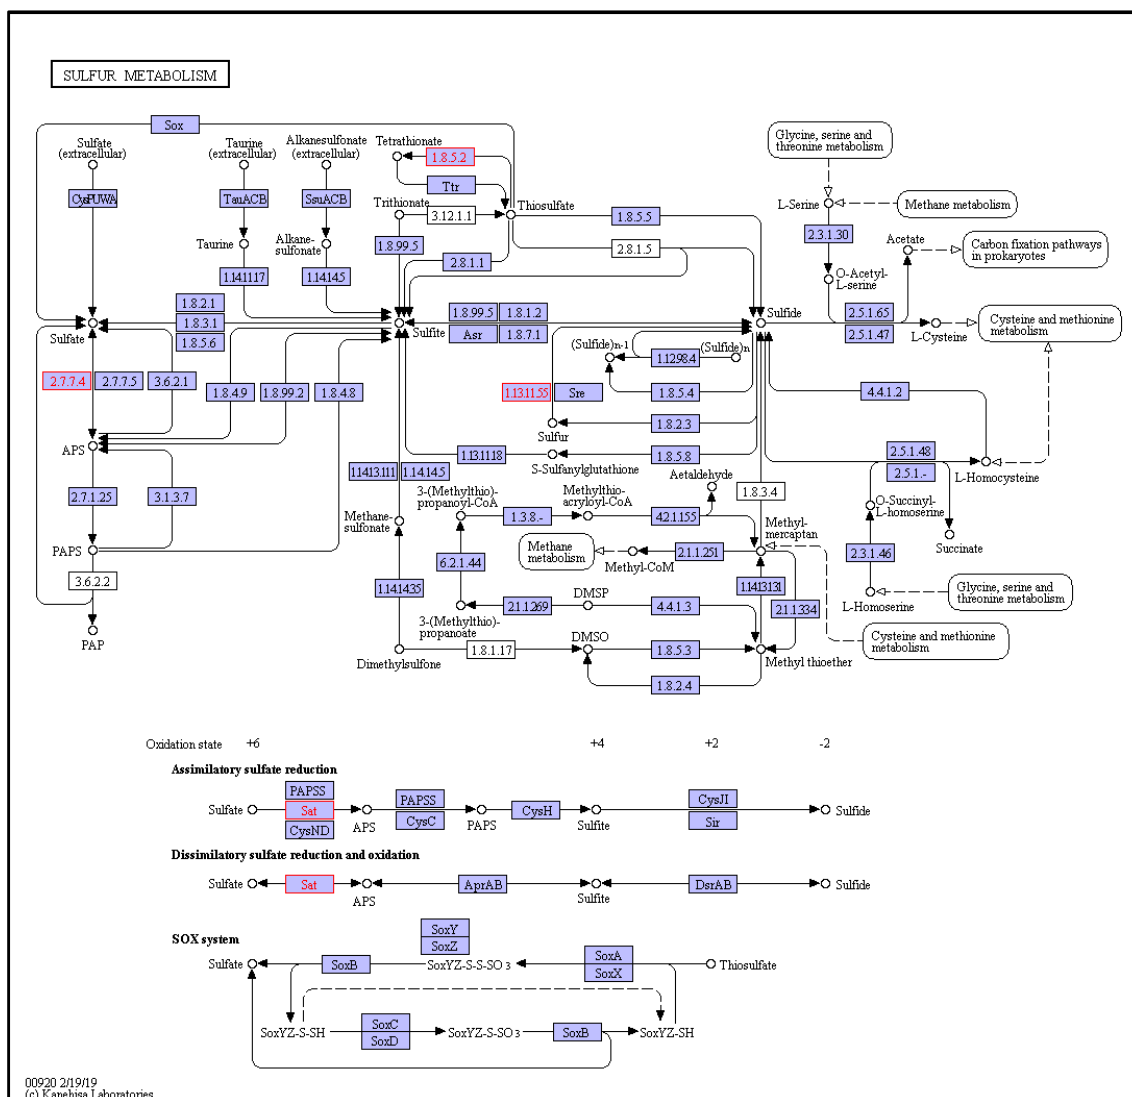 SULFUR METABOLISM
Sox
Sulfate
(extracellular)
Taurine
(extracellular)
Alkanesulfonate
(extracellular)
Tetrathionate
1.8.5.2
Ttr
Glycine, serine and
threonine metabolism
CysPUWA
TauACB
SsuACB
Trithionate
3.12.1.1
Thiosulfate
1.8.5.5
L-Serine
Methane metabolism
Taurine
Alkane-
sulfonate
1.8.99.5
2.8.1.1
2.8.1.5
2.3.1.30
Acetate
Carbon fixation pathways
in prokaryotes
1.14.11.17
1.14.14.5
O-Acetyl-
L-serine
Sulfate
1.8.2.1
1.8.3.1
1.8.5.6
Sulfite
1.8.99.5
1.8.1.2
Asr
1.8.7.1
Sulfide
2.5.1.65
2.5.1.47
L-Cysteine
Cysteine and methionine
metabolism
(Sulfide)n-1
1.12.98.4
(Sulfide)n
2.7.7.4
2.7.7.5
3.6.2.1
1.8.4.9
1.8.99.2
1.8.4.8
1.13.11.55
Sre
1.8.5.4
4.4.1.2
Sulfur
1.8.2.3
APS
1.13.11.18
S-Sulfanylglutathione
1.8.5.8
2.5.1.48
2.5.1.-
L-Homocysteine
1.14.13.111
1.14.14.5
Aetaldehyde
1.8.3.4
2.7.1.25
3.1.3.7
3-(Methylthio)-
propanoyl-CoA
Methylthio-
acryloyl-CoA
O-Succinyl-
L-homoserine
Methane-
sulfonate
1.3.8.-
4.2.1.155
Methyl-
mercaptan
Succinate
PAPS
Methane
metabolism
Methyl-CoM
2.1.1.251
2.3.1.46
3.6.2.2
6.2.1.44
1.14.14.35
1.14.13.131
2.1.1.334
Glycine, serine and
threonine metabolism
L-Homoserine
3-(Methylthio)-
propanoate
2.1.1.269
DMSP
4.4.1.3
PAP
Cysteine and methionine
metabolism
Dimethylsulfone
1.8.1.17
DMSO
1.8.5.3
Methyl thioether
1.8.2.4
Oxidation state +6 +4 +2 -2
Assimilatory sulfate reduction
Sulfate
PAPSS
Sat
CysND
APS
PAPSS
CysC
PAPS
CysH
Sulfite
CysJI
Sir
Sulfide
Dissimilatory sulfate reduction and oxidation
Sulfate
Sat
APS
AprAB
Sulfite
DsrAB
Sulfide
SOX system
Sulfate
SoxB
SoxY
SoxZ
SoxYZ-S-S-SO3
SoxA
SoxX
Thiosulfate
SoxYZ-S-SH
SoxC
SoxD
SoxYZ-S-SO3
SoxB
SoxYZ-SH
00920 2/19/19
(c) Kanehisa Laboratories